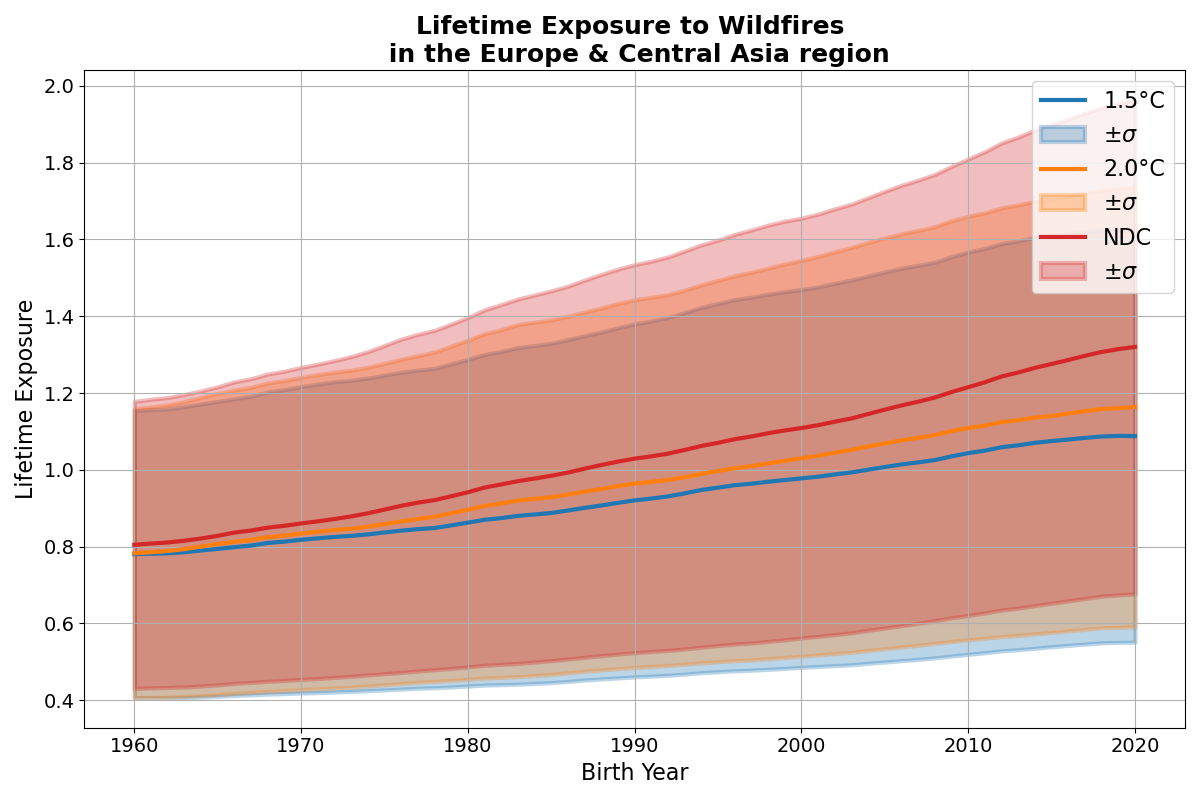 Lifetime Exposure to Wildfires
in the Europe & Central Asia region
2.0
1.8
1.6
1.4
1.2
1.0
0.8
0.6
0.4
Lifetime Exposure
1.5°C
±σ
2.0°C
±σ
NDC
±σ
1960
1970
1980
1990
2000
2010
2020
Birth Year